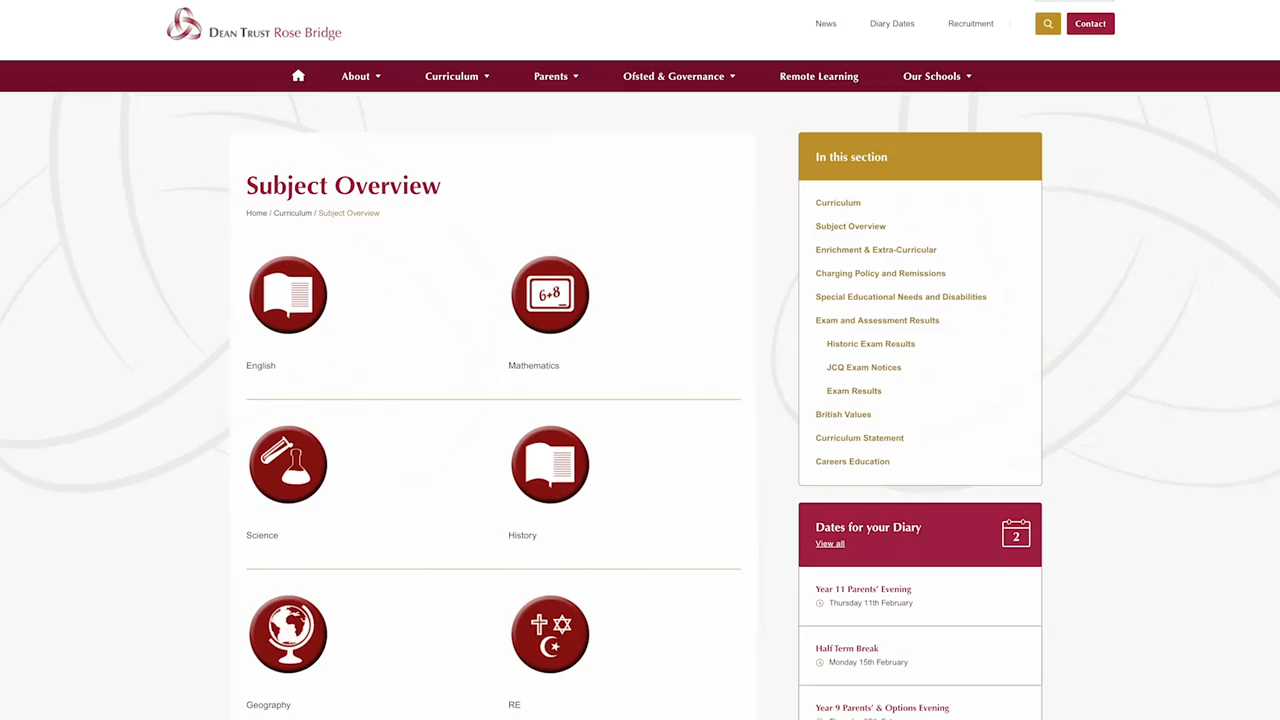 DEAN TRUST Rose Bridge
News
Diary Dates
Recruitment
Contact
About
Curriculum
Parents
Ofsted & Governance
Remote Learning
Our Schools
Subject Overview
Home / Curriculum / Subject Overview
6+8
English
Mathematics
Science
History
Geography
RE
In this section
Curriculum
Subject Overview
Enrichment & Extra-Curricular
Charging Policy and Remissions
Special Educational Needs and Disabilities
Exam and Assessment Results
Historic Exam Results
JCQ Exam Notices
Exam Results
British Values
Curriculum Statement
Careers Education
Dates for your Diary
View all
2
Year 11 Parents' Evening
Thursday 11th February
Half Term Break
Monday 15th February
Year 9 Parents' & Options Evening